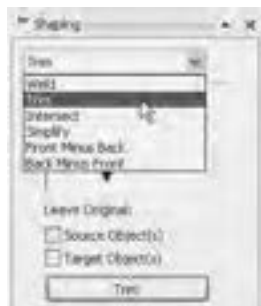 Shaping
Trim
Weld
Trim
Intersect
Simplify
Front Minus Back
Back Minus Front
Leave Original:
Source Object(s)
Target Object(s)
Trim